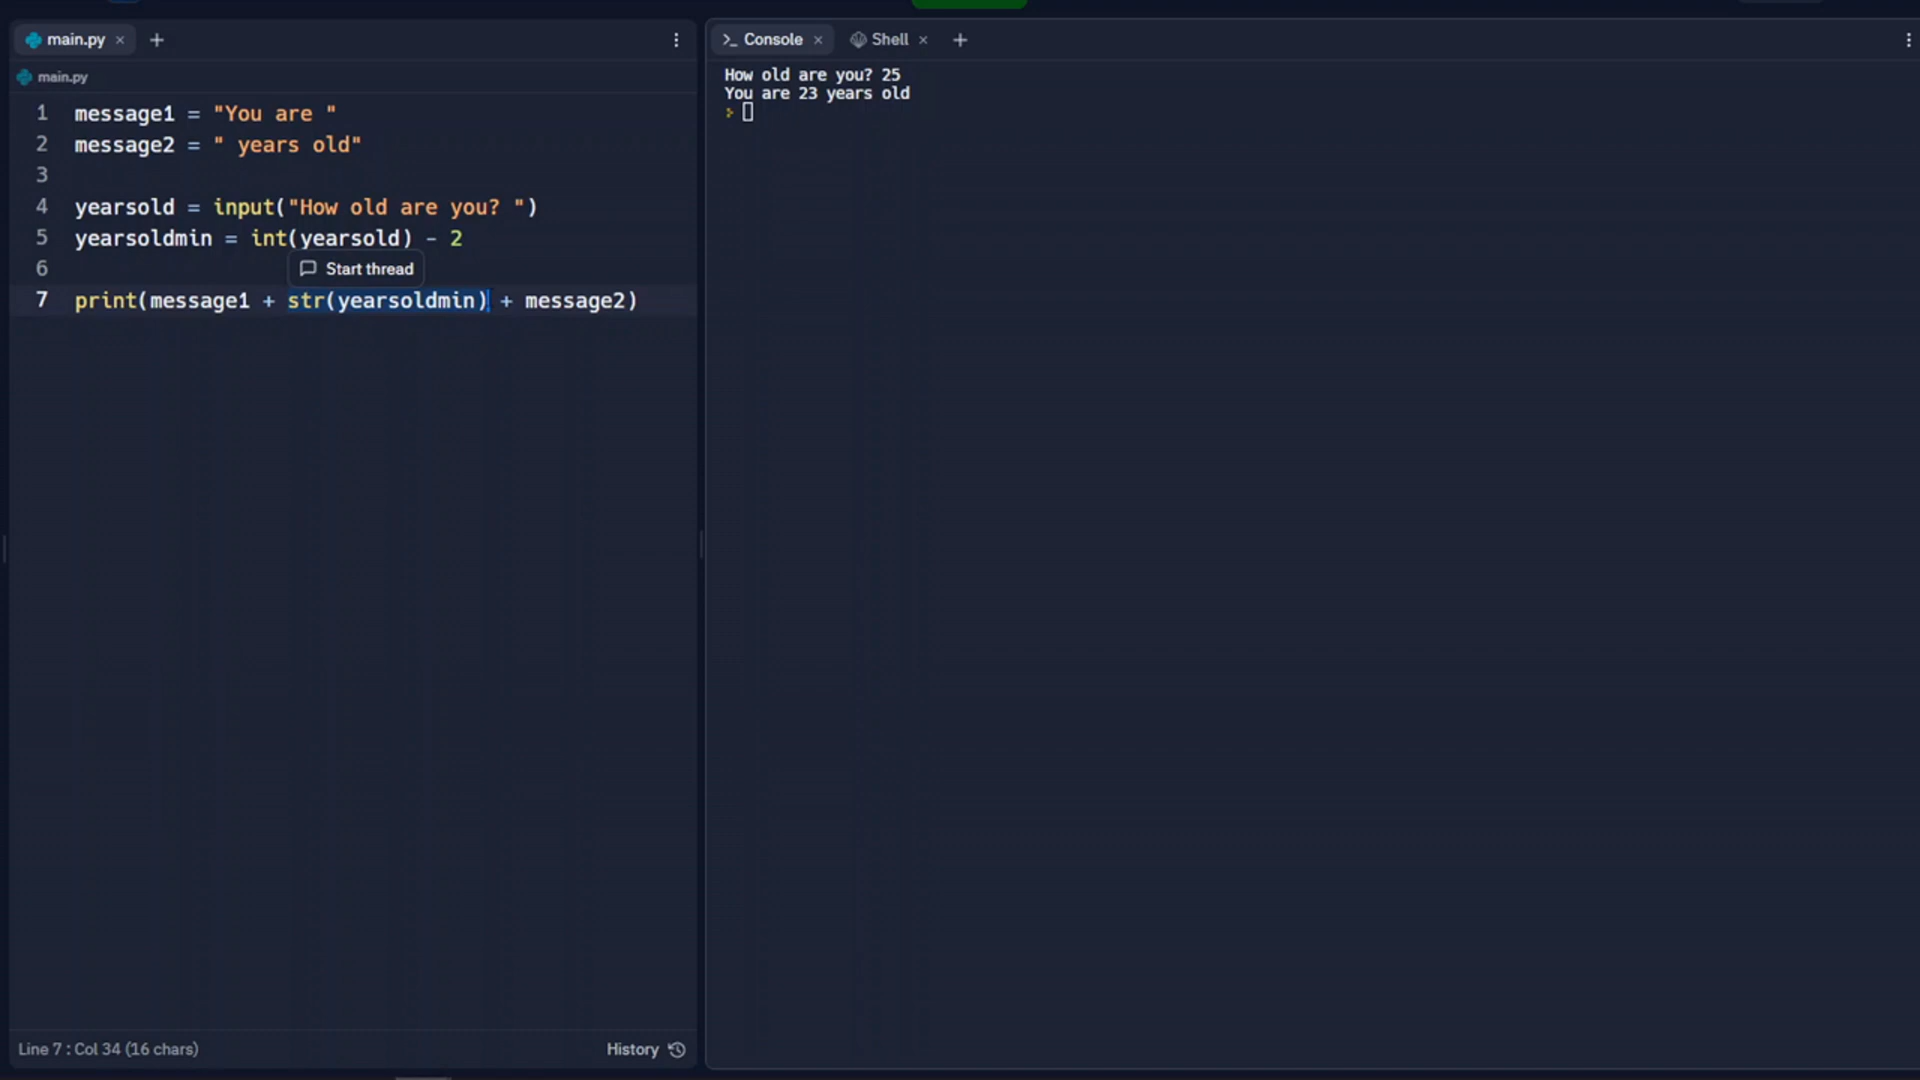 main.py
main.py
1 message1 = "You are "
2 message2 = " years old"
3
4 yearsold = input("How old are you? ")
5 yearsoldmin = int(yearsold) - 2
6 Start thread
7 print(message1 + str(yearsoldmin) + message2)
Line 7 : Col 34 (16 chars) History
Console Shell
How old are you? 25
You are 23 years old